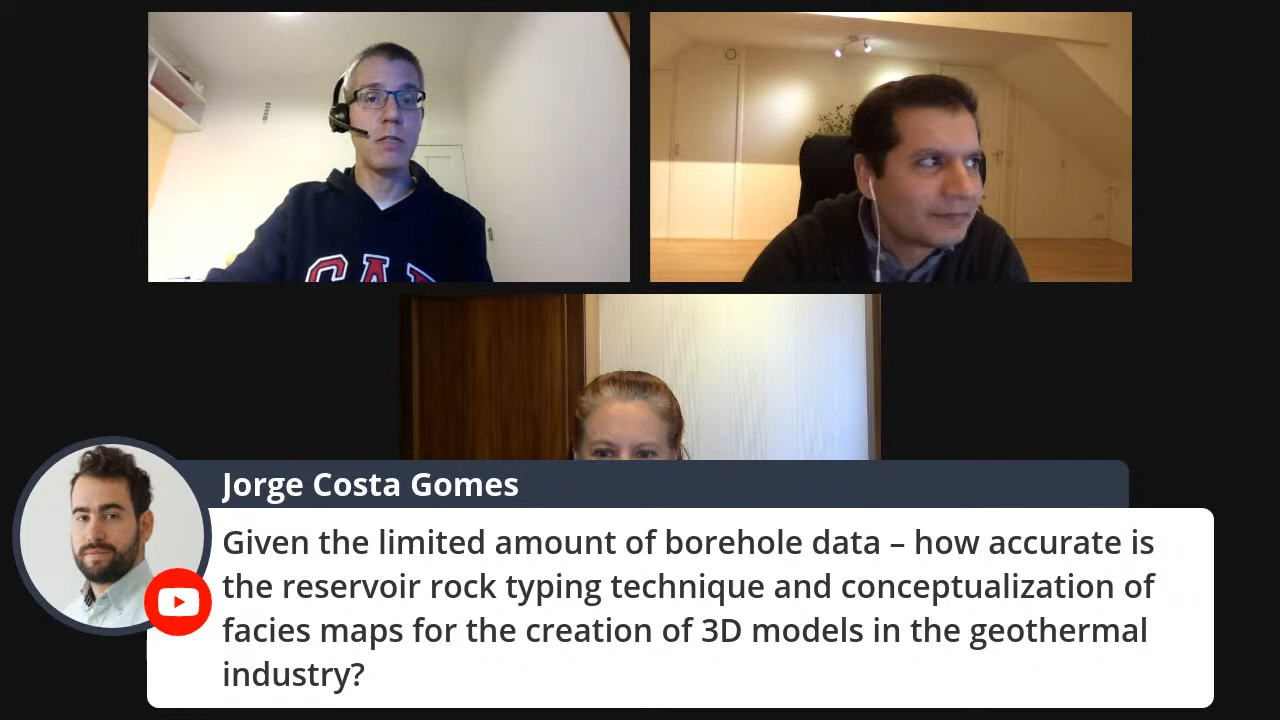 GAP
Jorge Costa Gomes
Given the limited amount of borehole data – how accurate is
the reservoir rock typing technique and conceptualization of
facies maps for the creation of 3D models in the geothermal
industry?